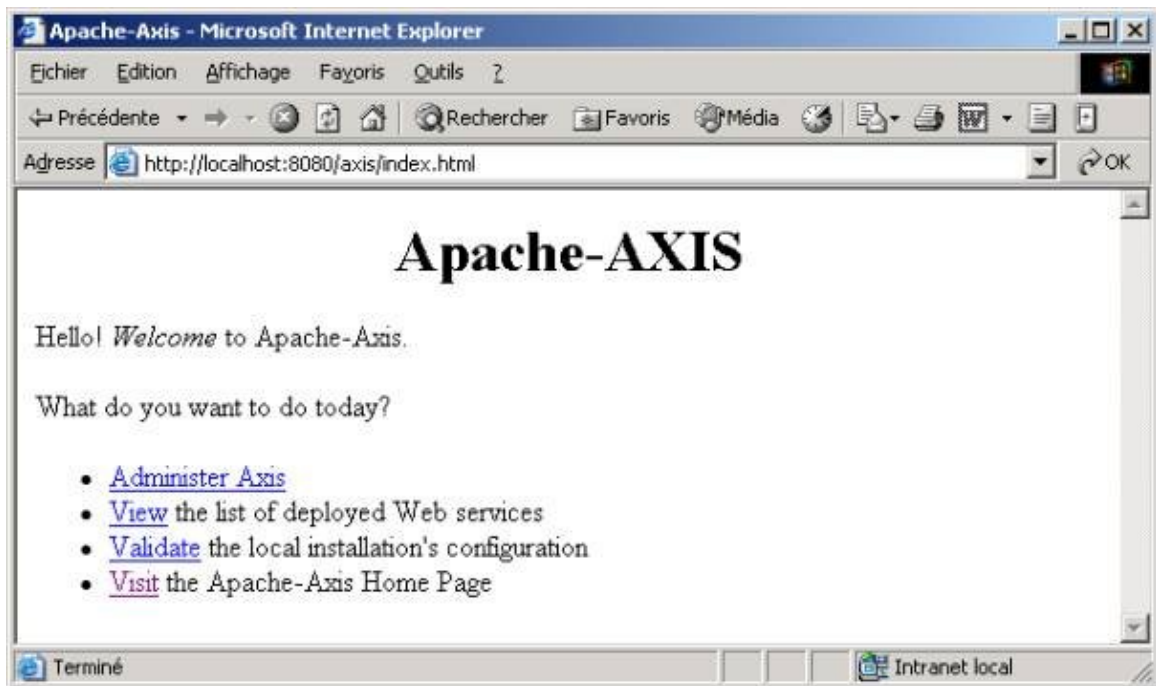 Apache-Axis - Microsoft Internet Explorer
Fichier Edition Affichage Favoris Outils ?
Précédente Rechercher Favoris Média
Adresse http://localhost:8080/axis/index.html OK
Apache-AXIS
Hello! Welcome to Apache-Axis.
What do you want to do today?
• Administer Axis
• View the list of deployed Web services
• Validate the local installation's configuration
• Visit the Apache-Axis Home Page
Terminé Intranet local